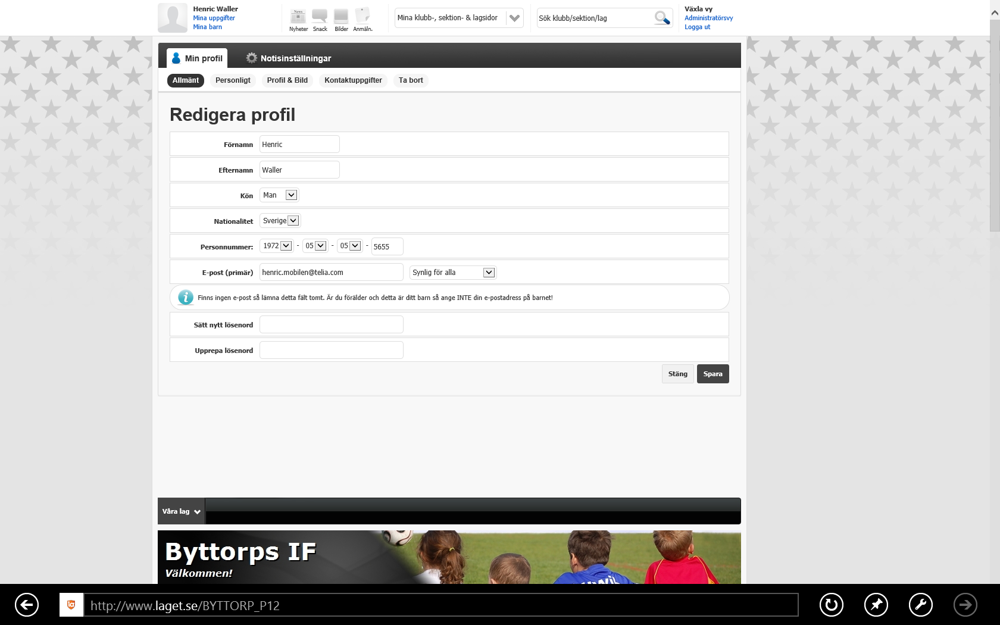 Henric Waller
Mina uppgifter
Mina barn
News
Nyheter
Snack
Bilder
Anmäln.
Mina klubb-, sektion- & lagsidor
Sök klubb/sektion/lag
Växla vy
Administratörsvy
Logga ut
Min profil
Notisinställningar
Allmänt
Personligt
Profil & Bild
Kontaktuppgifter
Ta bort
Redigera profil
Förnamn
Henric
Efternamn
Waller
Kön
Man
Nationalitet
Sverige
Personnummer:
1972 - 05 - 05 - 5655
E-post (primär)
henric.mobilen@telia.com
Synlig för alla
Finns ingen e-post så lämna detta fält tomt. Är du förälder och detta är ditt barn så ange INTE din e-postadress på barnet!
Sätt nytt lösenord
Upprepa lösenord
Stäng
Spara
Våra lag
Byttorps IF
Välkommen!
http://www.laget.se/BYTTORP_P12